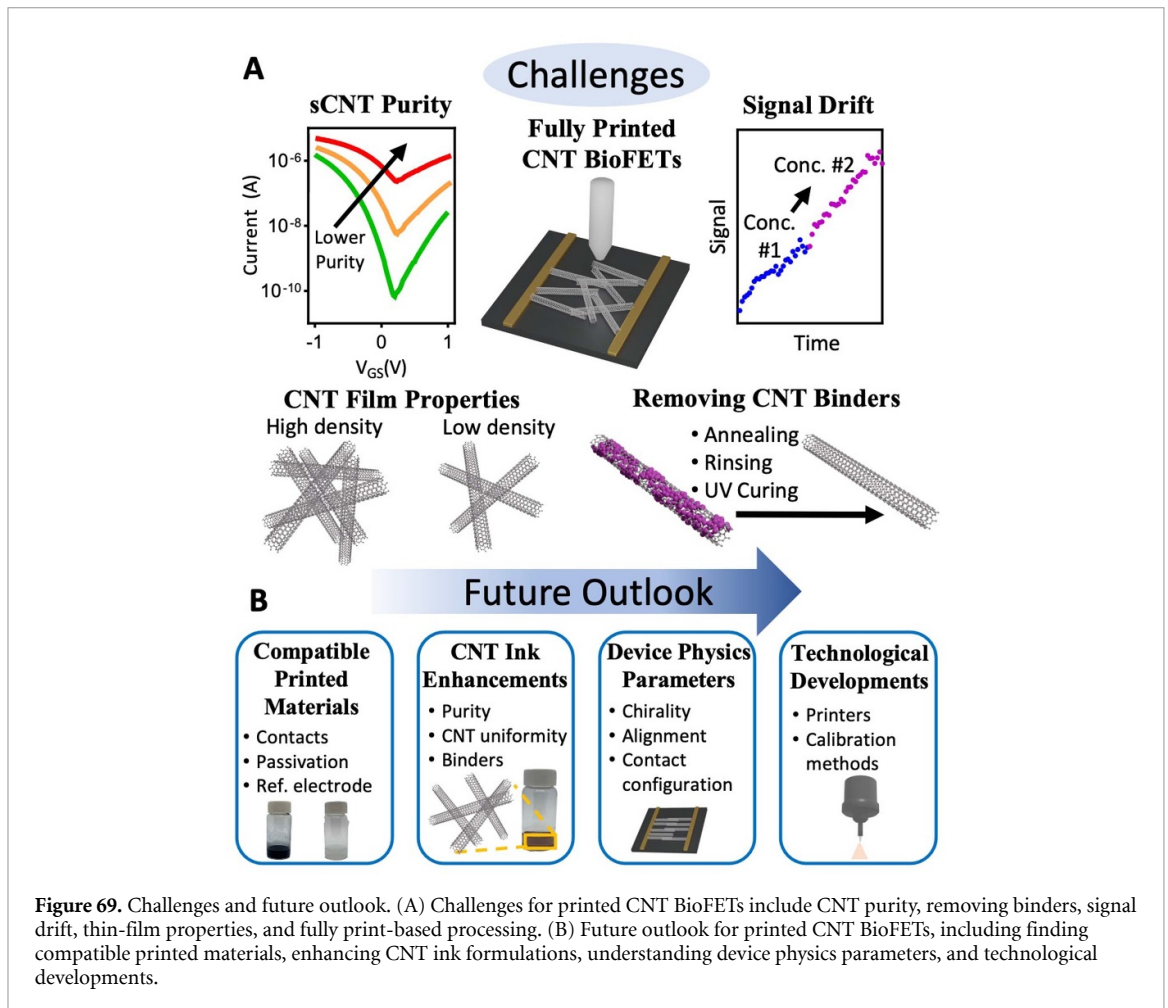 A
Challenges
sCNT Purity
10-6
10-8
10-10
Current (A)
Lower
Purity
-1
0
1
VGS(V)
Fully Printed
CNT BioFETs
Signal Drift
Conc. #2
Conc.
#1
Signal
Time
CNT Film Properties
High density
Low density
Removing CNT Binders
• Annealing
• Rinsing
• UV Curing
Future Outlook
B
Compatible
Printed
Materials
• Contacts
• Passivation
• Ref. electrode
CNT Ink
Enhancements
• Purity
• CNT uniformity
• Binders
Device Physics
Parameters
• Chirality
• Alignment
• Contact
configuration
Technological
Developments
• Printers
• Calibration
methods
Figure 69. Challenges and future outlook. (A) Challenges for printed CNT BioFETs include CNT purity, removing binders, signal
drift, thin-film properties, and fully print-based processing. (B) Future outlook for printed CNT BioFETs, including finding
compatible printed materials, enhancing CNT ink formulations, understanding device physics parameters, and technological
developments.